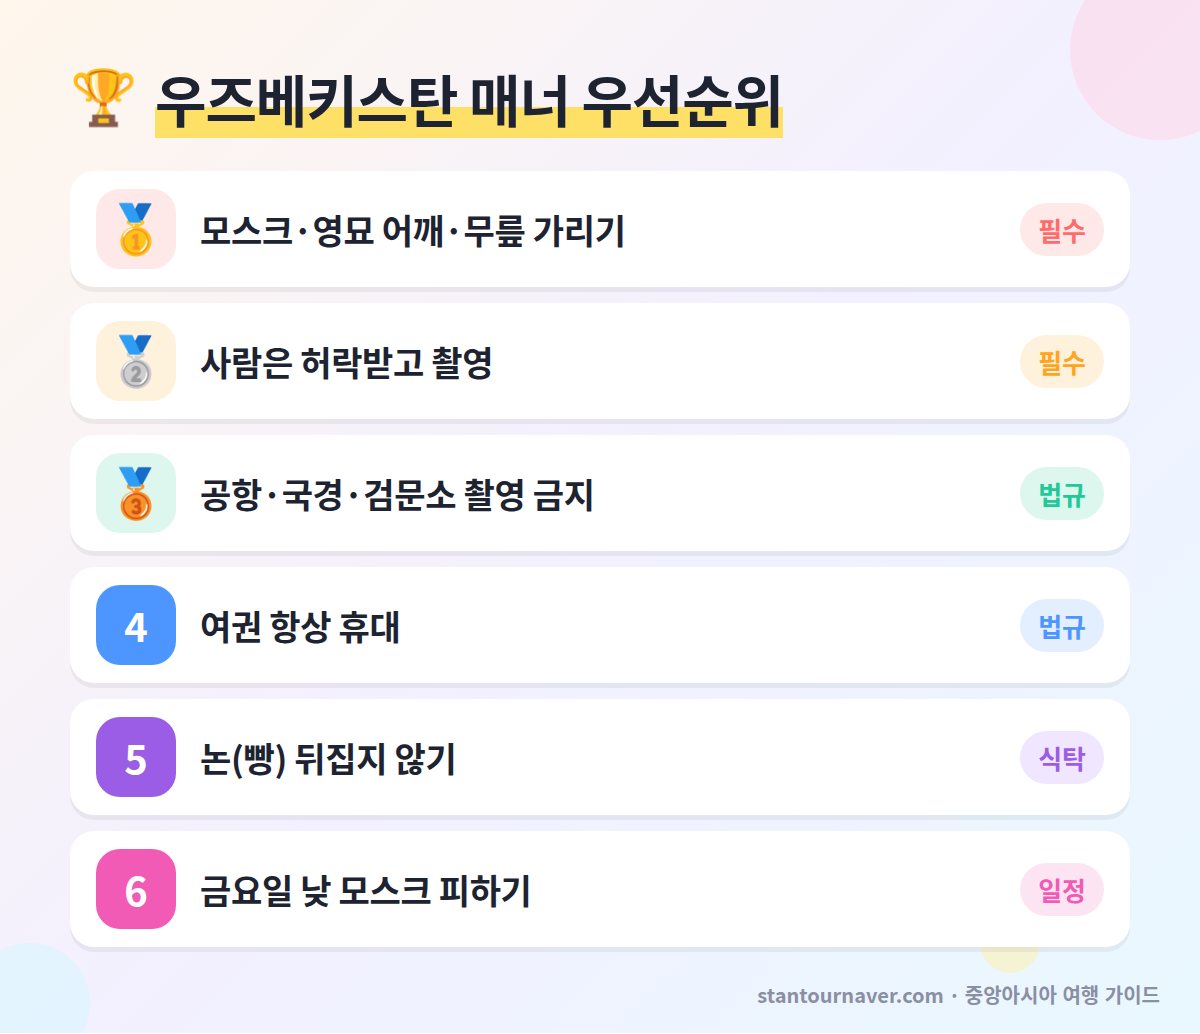 우즈베키스탄 매너 우선순위
1 모스크·영묘 어깨·무릎 가리기 필수
2 사람은 허락받고 촬영 필수
3 공항·국경·검문소 촬영 금지 법규
4 여권 항상 휴대 법규
5 논(빵) 뒤집지 않기 식탁
6 금요일 낮 모스크 피하기 일정
stantournaver.com · 중앙아시아 여행 가이드